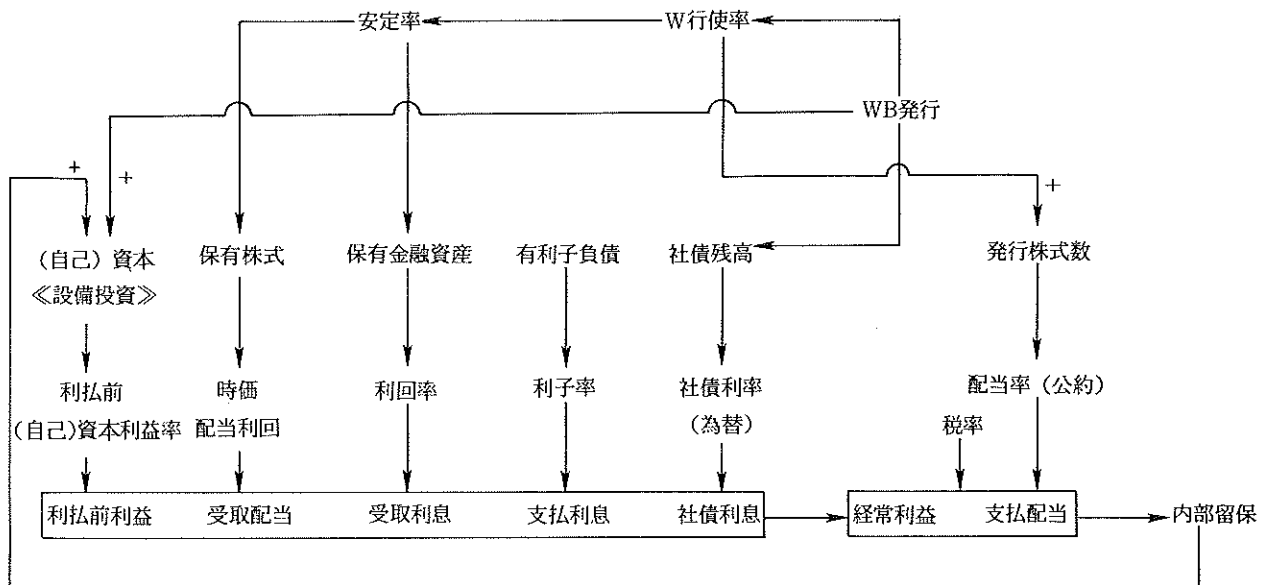 安定率 W行使率
WB発行
+ + +
(自己)資本 保有株式 保有金融資産 有利子負債 社債残高 発行株式数
≪設備投資≫
利払前 時価 利回率 利子率 社債利率 配当率(公約)
(自己)資本利益率 配当利回 (為替) 税率
利払前利益 受取配当 受取利息 支払利息 社債利息 経常利益 支払配当 内部留保